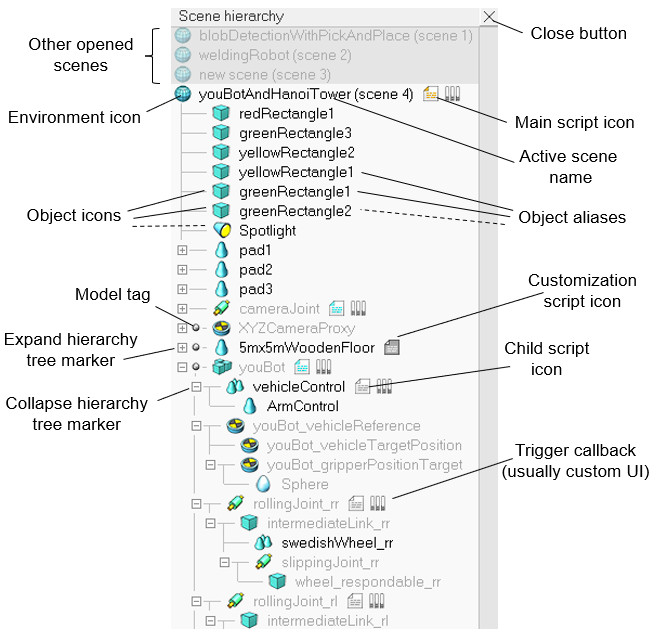 Scene hierarchy
blobDetectionWithPickAndPlace (scene 1)
weldingRobot (scene 2)
new scene (scene 3)
Other opened
scenes
Close button
youBotAndHanoiTower (scene 4)
Environment icon
Main script icon
redRectangle1
greenRectangle3
yellowRectangle2
Active scene
name
yellowRectangle1
greenRectangle1
greenRectangle2
Object icons
Object aliases
Spotlight
pad1
pad2
pad3
Model tag
Customization
script icon
cameraJoint
XYZCameraProxy
Expand hierarchy
tree marker
5mx5mWoodenFloor
Child script
icon
youBot
vehicleControl
Collapse hierarchy
tree marker
ArmControl
youBot_vehicleReference
youBot_vehicleTargetPosition
youBot_gripperPositionTarget
Trigger callback
(usually custom UI)
Sphere
rollingJoint_rr
intermediateLink_rr
swedishWheel_rr
slippingJoint_rr
wheel_respondable_rr
rollingJoint_rl
intermediateLink_rl